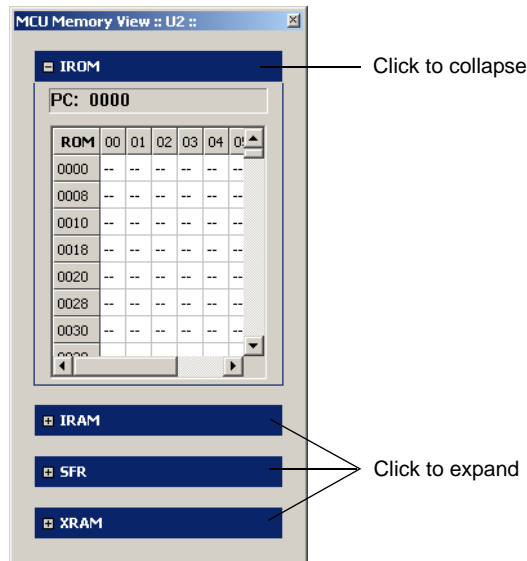 MCU Memory View :: U2 ::
IROM
Click to collapse
PC: 0000
ROM 00 01 02 03 04
0000 -- -- -- -- -- --
0008 -- -- -- -- -- --
0010 -- -- -- -- -- --
0018 -- -- -- -- -- --
0020 -- -- -- -- -- --
0028 -- -- -- -- -- --
0030 -- -- -- -- -- --
IRAM
SFR
Click to expand
XRAM